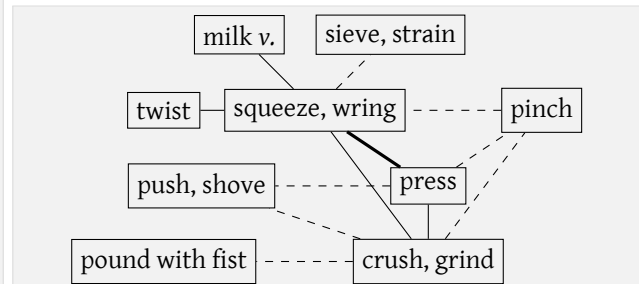 milk v.
sieve, strain
twist
squeeze, wring
pinch
push, shove
press
pound with fist
crush, grind